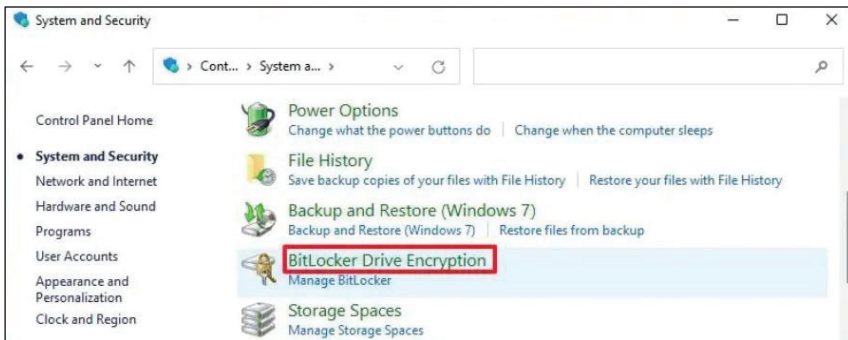 System and Security
Cont... > System a... >
Control Panel Home
System and Security
Network and Internet
Hardware and Sound
Programs
User Accounts
Appearance and
Personalization
Clock and Region
Power Options
Change what the power buttons do | Change when the computer sleeps
File History
Save backup copies of your files with File History | Restore your files with File History
Backup and Restore (Windows 7)
Backup and Restore (Windows 7) | Restore files from backup
BitLocker Drive Encryption
Manage BitLocker
Storage Spaces
Manage Storage Spaces